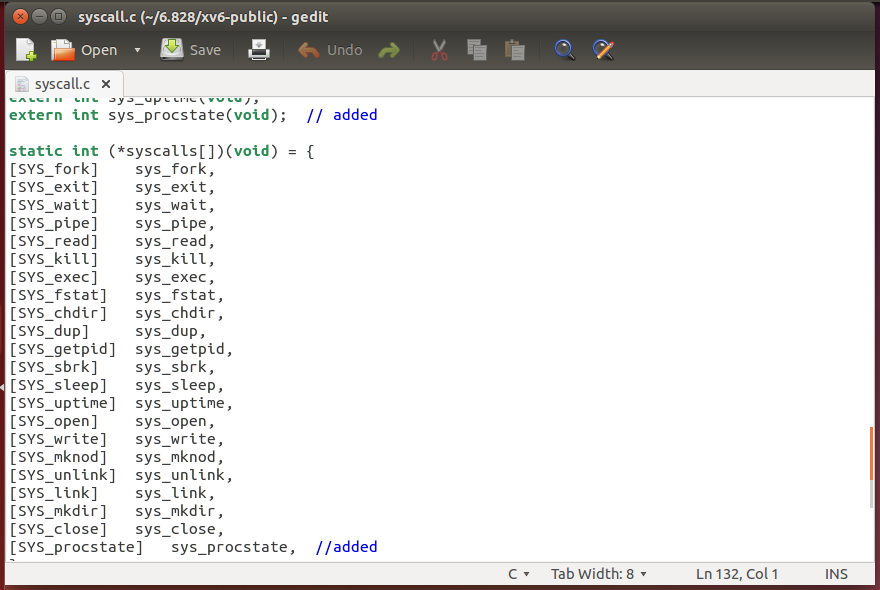 syscall.c (~/6.828/xv6-public) - gedit
Open Save Undo
syscall.c
extern int sys_uptime(void);
extern int sys_procstate(void);  // added
static int (*syscalls[])(void) = {
[SYS_fork]    sys_fork,
[SYS_exit]    sys_exit,
[SYS_wait]    sys_wait,
[SYS_pipe]    sys_pipe,
[SYS_read]    sys_read,
[SYS_kill]    sys_kill,
[SYS_exec]    sys_exec,
[SYS_fstat]   sys_fstat,
[SYS_chdir]   sys_chdir,
[SYS_dup]     sys_dup,
[SYS_getpid]  sys_getpid,
[SYS_sbrk]    sys_sbrk,
[SYS_sleep]   sys_sleep,
[SYS_uptime]  sys_uptime,
[SYS_open]    sys_open,
[SYS_write]   sys_write,
[SYS_mknod]   sys_mknod,
[SYS_unlink]  sys_unlink,
[SYS_link]    sys_link,
[SYS_mkdir]   sys_mkdir,
[SYS_close]   sys_close,
[SYS_procstate]   sys_procstate,  //added
C Tab Width: 8 Ln 132, Col 1 INS